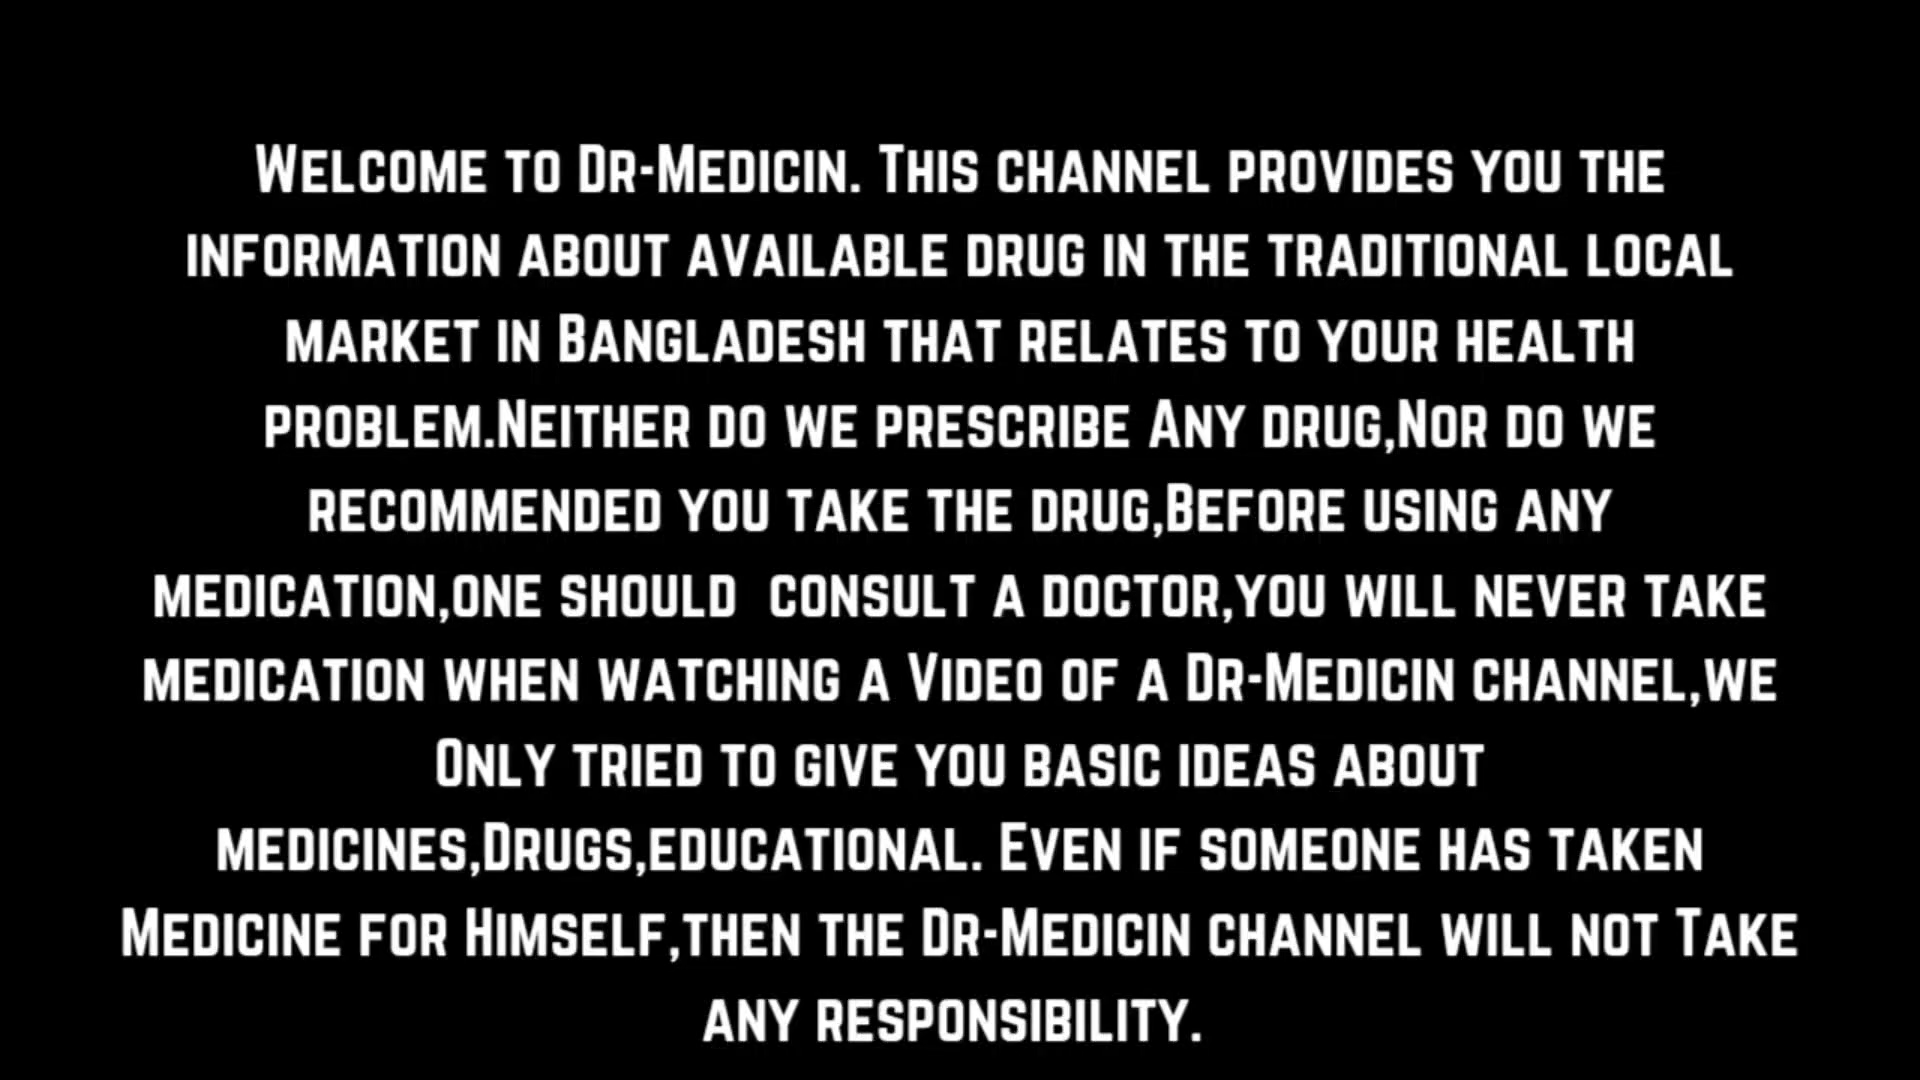 Welcome to Dr-Medicin. This channel provides you the
information about available drug in the traditional local
market in Bangladesh that relates to your health
problem.Neither do we prescribe Any drug,Nor do we
recommended you take the drug,Before using any
medication,one should  consult a doctor,you will never take
medication when watching a Video of a Dr-Medicin channel,we
Only tried to give you basic ideas about
medicines,Drugs,educational. Even if someone has taken
Medicine for Himself,then the Dr-Medicin channel will not Take
any responsibility.